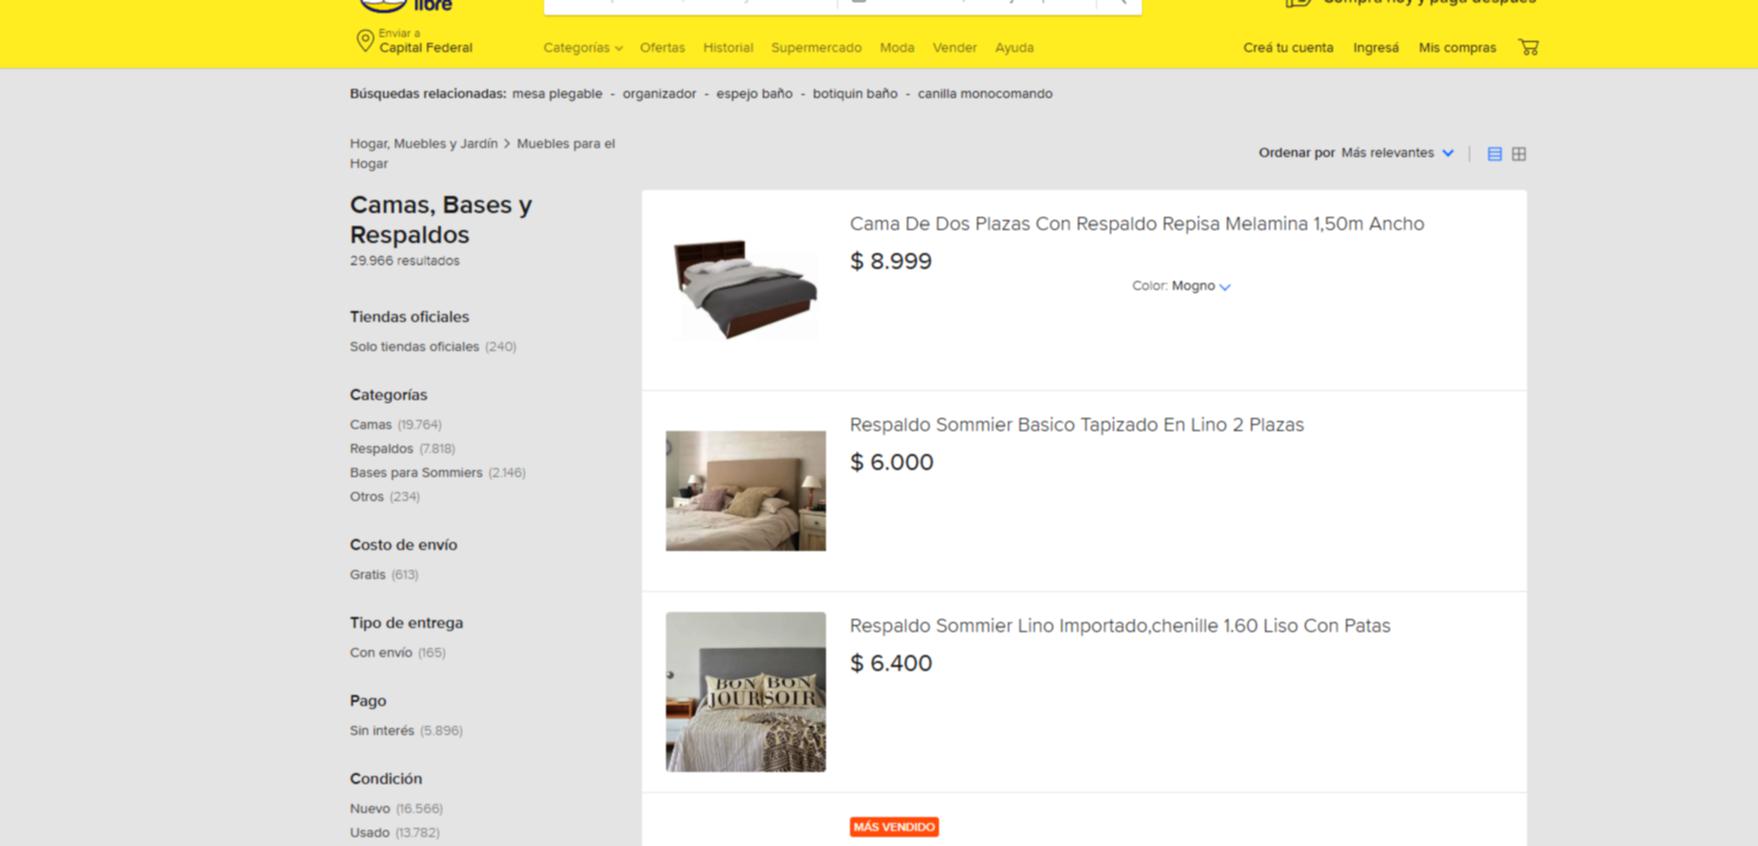 libre
Compra hoy y paga después
Enviar a
Capital Federal
Categorías
Ofertas
Historial
Supermercado
Moda
Vender
Ayuda
Creá tu cuenta
Ingresá
Mis compras
Búsquedas relacionadas: mesa plegable - organizador - espejo baño - botiquin baño - canilla monocomando
Hogar, Muebles y Jardín > Muebles para el
Hogar
Ordenar por Más relevantes
Camas, Bases y
Respaldos
29.966 resultados
Tiendas oficiales
Solo tiendas oficiales (240)
Categorías
Camas (19.764)
Respaldos (7.818)
Bases para Sommiers (2.146)
Otros (234)
Costo de envío
Gratis (613)
Tipo de entrega
Con envío (165)
Pago
Sin interés (5.896)
Condición
Nuevo (16.566)
Usado (13.782)
Cama De Dos Plazas Con Respaldo Repisa Melamina 1,50m Ancho
$ 8.999
Color: Mogno
Respaldo Sommier Basico Tapizado En Lino 2 Plazas
$ 6.000
Respaldo Sommier Lino Importado,chenille 1.60 Liso Con Patas
$ 6.400
BON JOUR
BON SOIR
MÁS VENDIDO